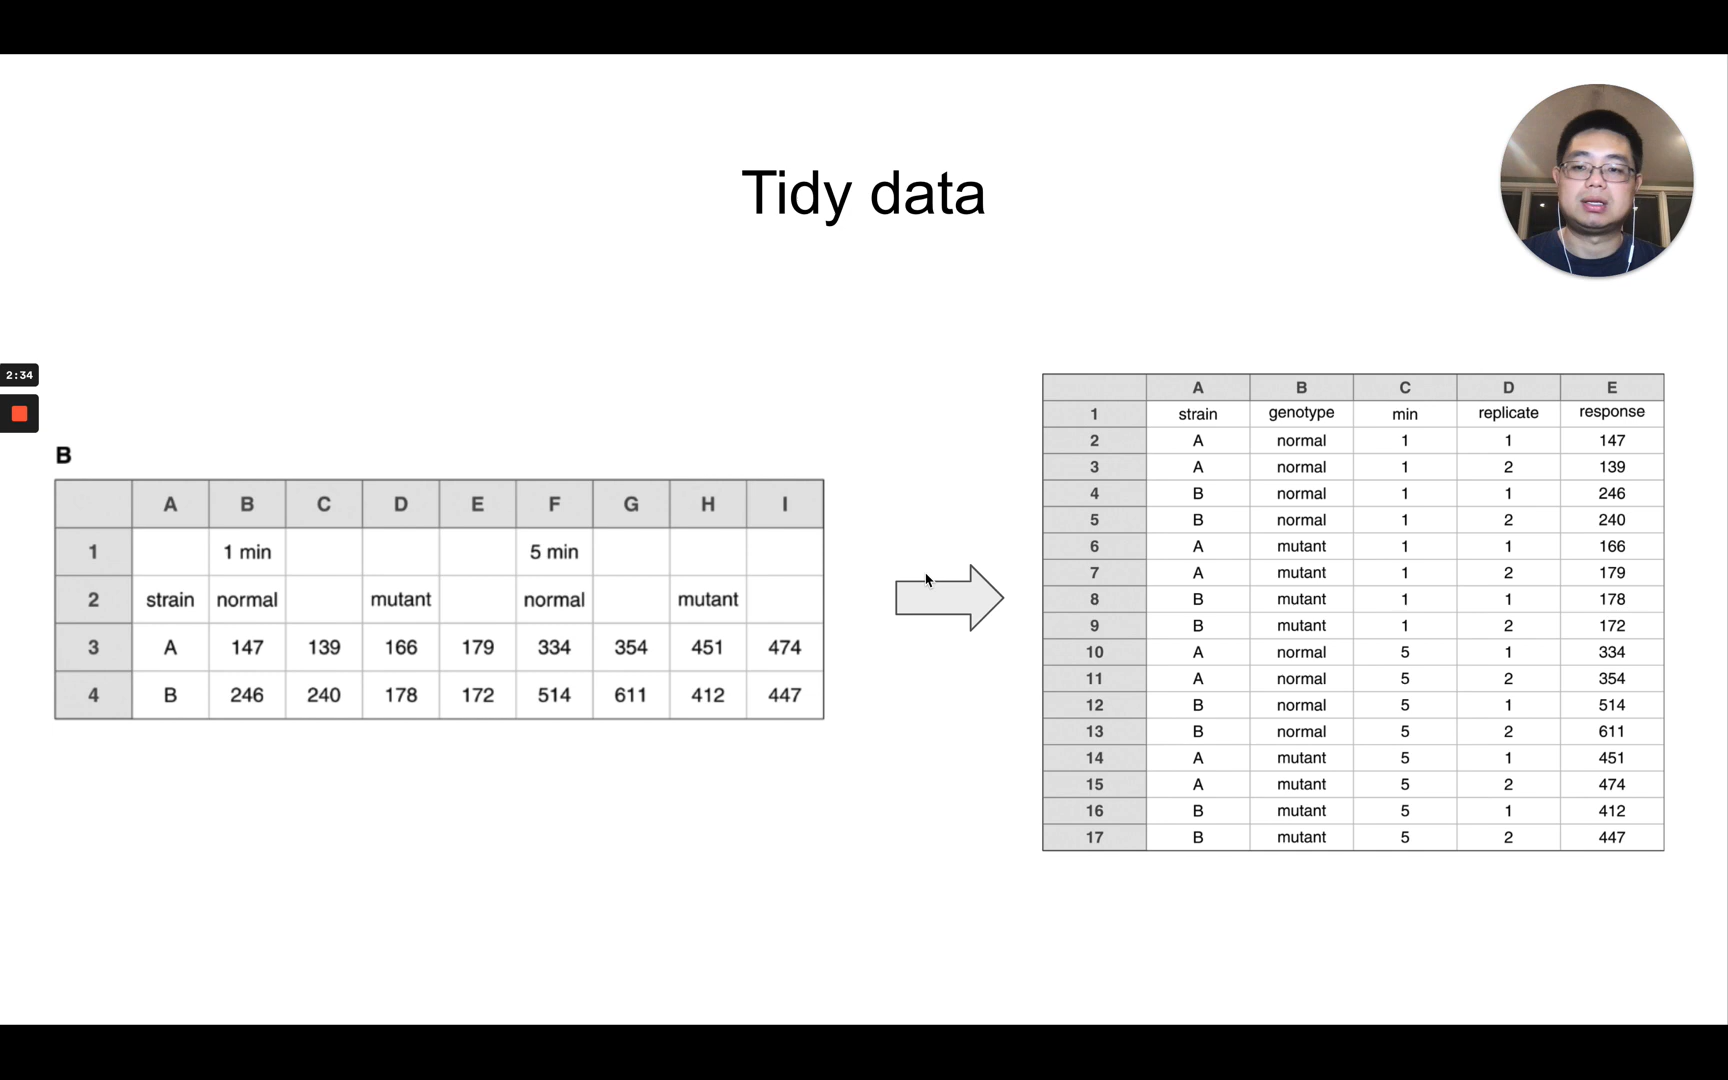 Tidy data
2:34
B
A B C D E F G H I
1 1 min 5 min
2 strain normal mutant normal mutant
3 A 147 139 166 179 334 354 451 474
4 B 246 240 178 172 514 611 412 447
A B C D E
1 strain genotype min replicate response
2 A normal 1 1 147
3 A normal 1 2 139
4 B normal 1 1 246
5 B normal 1 2 240
6 A mutant 1 1 166
7 A mutant 1 2 179
8 B mutant 1 1 178
9 B mutant 1 2 172
10 A normal 5 1 334
11 A normal 5 2 354
12 B normal 5 1 514
13 B normal 5 2 611
14 A mutant 5 1 451
15 A mutant 5 2 474
16 B mutant 5 1 412
17 B mutant 5 2 447